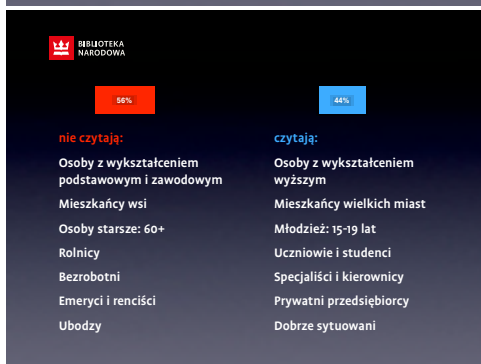 BIBLIOTEKA
NARODOWA
56%
nie czytają:
Osoby z wykształceniem
podstawowym i zawodowym
Mieszkańcy wsi
Osoby starsze: 60+
Rolnicy
Bezrobotni
Emeryci i renciści
Ubodzy
44%
czytają:
Osoby z wykształceniem
wyższym
Mieszkańcy wielkich miast
Młodzież: 15-19 lat
Uczniowie i studenci
Specjaliści i kierownicy
Prywatni przedsiębiorcy
Dobrze sytuowani